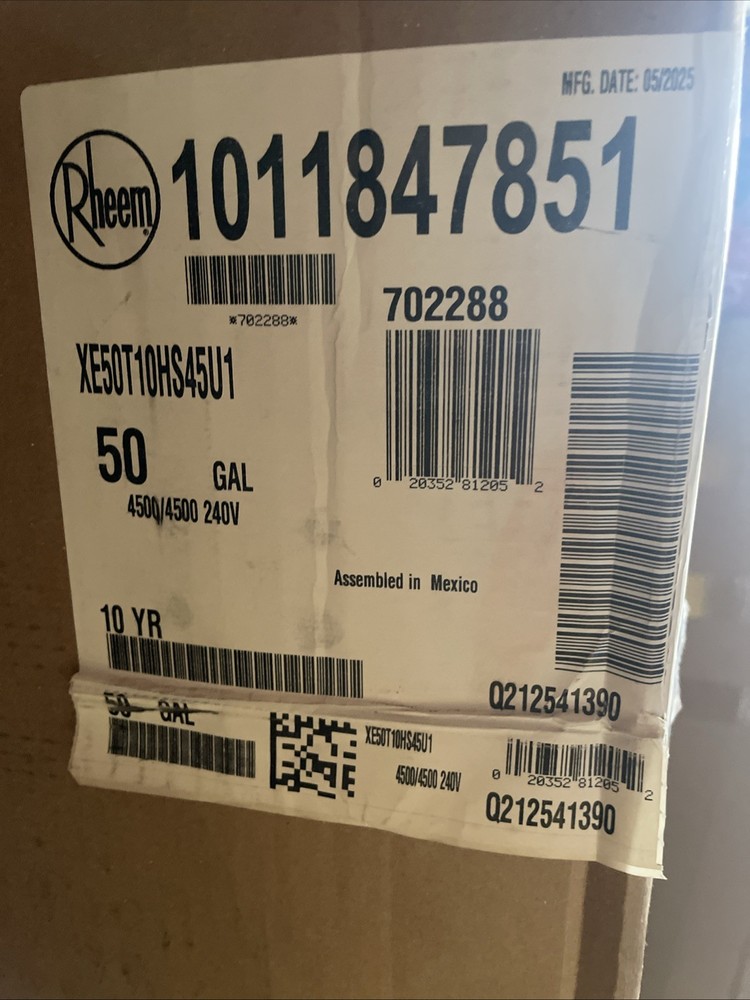 MFG. DATE: 05/2025
Rheem®
1011847851
*702288*
702288
XE50T10HS45U1
50 GAL
4500/4500 240V
0 20352 81205 2
Assembled in Mexico
10 YR
Q212541390
50 GAL
XE50T10HS45U1
4500/4500 240V
0 20352 81205 2
Q212541390